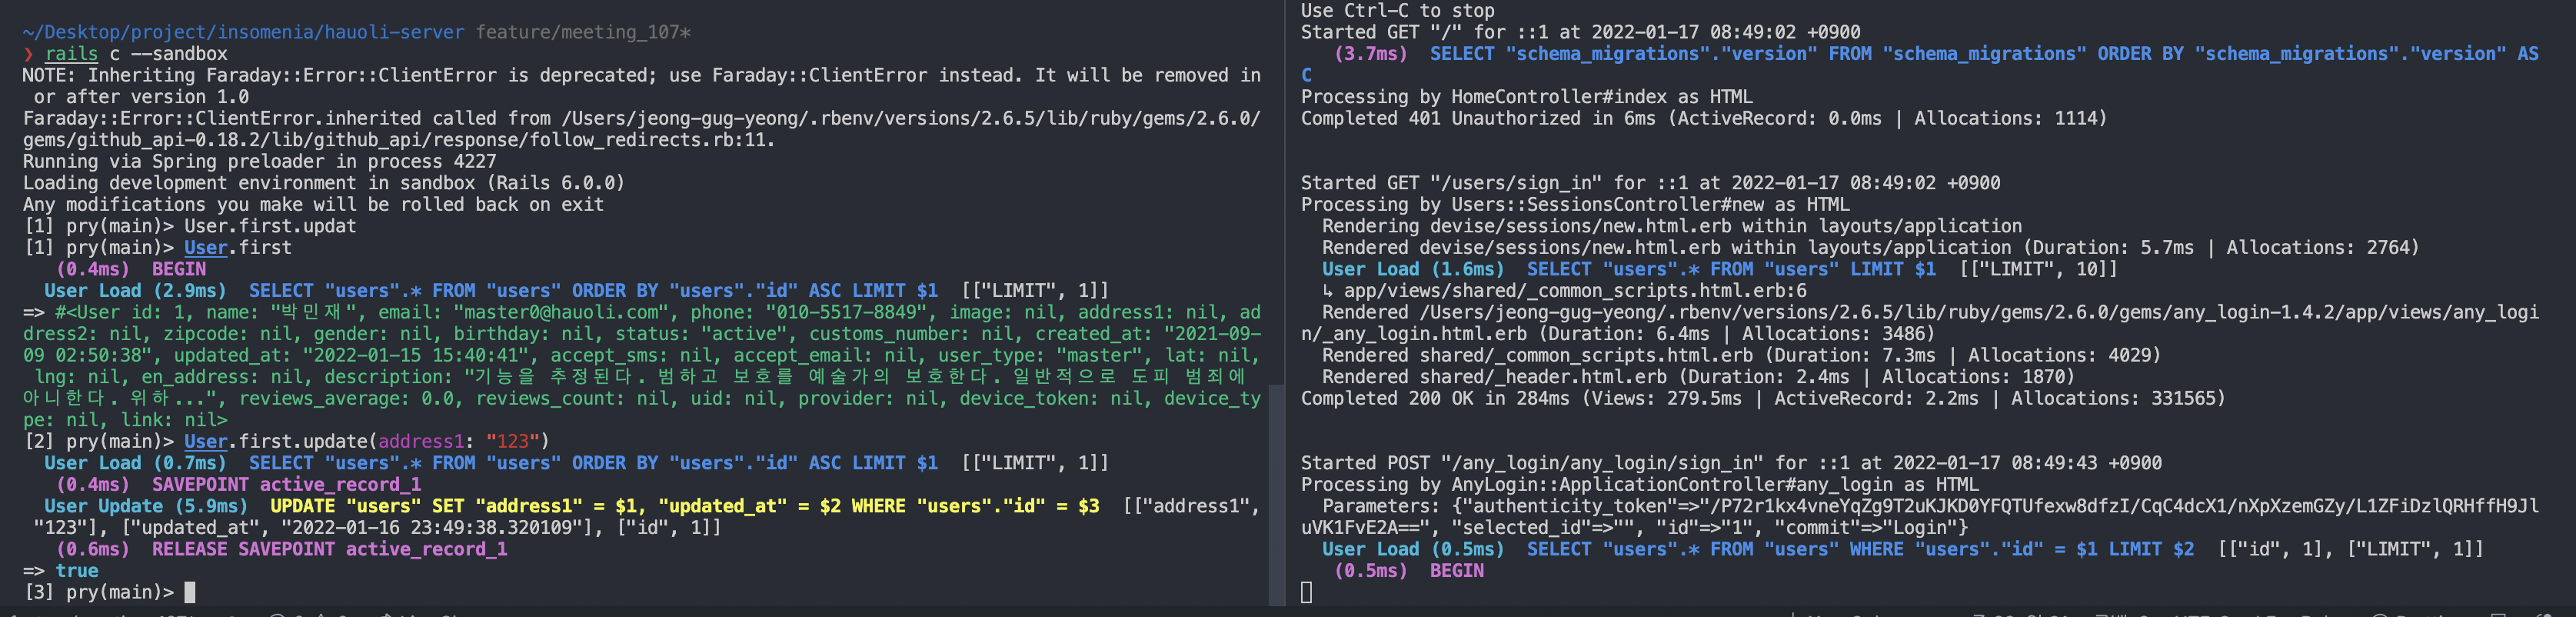 ~/Desktop/project/insomenia/hauoli-server feature/meeting_107*
❯ rails c --sandbox
NOTE: Inheriting Faraday::Error::ClientError is deprecated; use Faraday::ClientError instead. It will be removed in
 or after version 1.0
Faraday::Error::ClientError.inherited called from /Users/jeong-gug-yeong/.rbenv/versions/2.6.5/lib/ruby/gems/2.6.0/
gems/github_api-0.18.2/lib/github_api/response/follow_redirects.rb:11.
Running via Spring preloader in process 4227
Loading development environment in sandbox (Rails 6.0.0)
Any modifications you make will be rolled back on exit
[1] pry(main)> User.first.updat
[1] pry(main)> User.first
   (0.4ms)  BEGIN
  User Load (2.9ms)  SELECT "users".* FROM "users" ORDER BY "users"."id" ASC LIMIT $1  [["LIMIT", 1]]
=> #<User id: 1, name: "박민재", email: "master0@hauoli.com", phone: "010-5517-8849", image: nil, address1: nil, ad
dress2: nil, zipcode: nil, gender: nil, birthday: nil, status: "active", customs_number: nil, created_at: "2021-09-
09 02:50:38", updated_at: "2022-01-15 15:40:41", accept_sms: nil, accept_email: nil, user_type: "master", lat: nil,
 lng: nil, en_address: nil, description: "기능을 추정된다. 범하고 보호를 예술가의 보호한다. 일반적으로 도피 범죄에
아니한다. 위하...", reviews_average: 0.0, reviews_count: nil, uid: nil, provider: nil, device_token: nil, device_ty
pe: nil, link: nil>
[2] pry(main)> User.first.update(address1: "123")
  User Load (0.7ms)  SELECT "users".* FROM "users" ORDER BY "users"."id" ASC LIMIT $1  [["LIMIT", 1]]
   (0.4ms)  SAVEPOINT active_record_1
  User Update (5.9ms)  UPDATE "users" SET "address1" = $1, "updated_at" = $2 WHERE "users"."id" = $3  [["address1",
 "123"], ["updated_at", "2022-01-16 23:49:38.320109"], ["id", 1]]
   (0.6ms)  RELEASE SAVEPOINT active_record_1
=> true
[3] pry(main)>
Use Ctrl-C to stop
Started GET "/" for ::1 at 2022-01-17 08:49:02 +0900
   (3.7ms)  SELECT "schema_migrations"."version" FROM "schema_migrations" ORDER BY "schema_migrations"."version" AS
C
Processing by HomeController#index as HTML
Completed 401 Unauthorized in 6ms (ActiveRecord: 0.0ms | Allocations: 1114)
Started GET "/users/sign_in" for ::1 at 2022-01-17 08:49:02 +0900
Processing by Users::SessionsController#new as HTML
  Rendering devise/sessions/new.html.erb within layouts/application
  Rendered devise/sessions/new.html.erb within layouts/application (Duration: 5.7ms | Allocations: 2764)
  User Load (1.6ms)  SELECT "users".* FROM "users" LIMIT $1  [["LIMIT", 10]]
  ↳ app/views/shared/_common_scripts.html.erb:6
  Rendered /Users/jeong-gug-yeong/.rbenv/versions/2.6.5/lib/ruby/gems/2.6.0/gems/any_login-1.4.2/app/views/any_logi
n/_any_login.html.erb (Duration: 6.4ms | Allocations: 3486)
  Rendered shared/_common_scripts.html.erb (Duration: 7.3ms | Allocations: 4029)
  Rendered shared/_header.html.erb (Duration: 2.4ms | Allocations: 1870)
Completed 200 OK in 284ms (Views: 279.5ms | ActiveRecord: 2.2ms | Allocations: 331565)
Started POST "/any_login/any_login/sign_in" for ::1 at 2022-01-17 08:49:43 +0900
Processing by AnyLogin::ApplicationController#any_login as HTML
  Parameters: {"authenticity_token"=>"/P72r1kx4vneYqZg9T2uKJKD0YFQTUfexw8dfzI/CqC4dcX1/nXpXzemGZy/L1ZFiDzlQRHffH9Jl
uVK1FvE2A==", "selected_id"=>"", "id"=>"1", "commit"=>"Login"}
  User Load (0.5ms)  SELECT "users".* FROM "users" WHERE "users"."id" = $1 LIMIT $2  [["id", 1], ["LIMIT", 1]]
   (0.5ms)  BEGIN